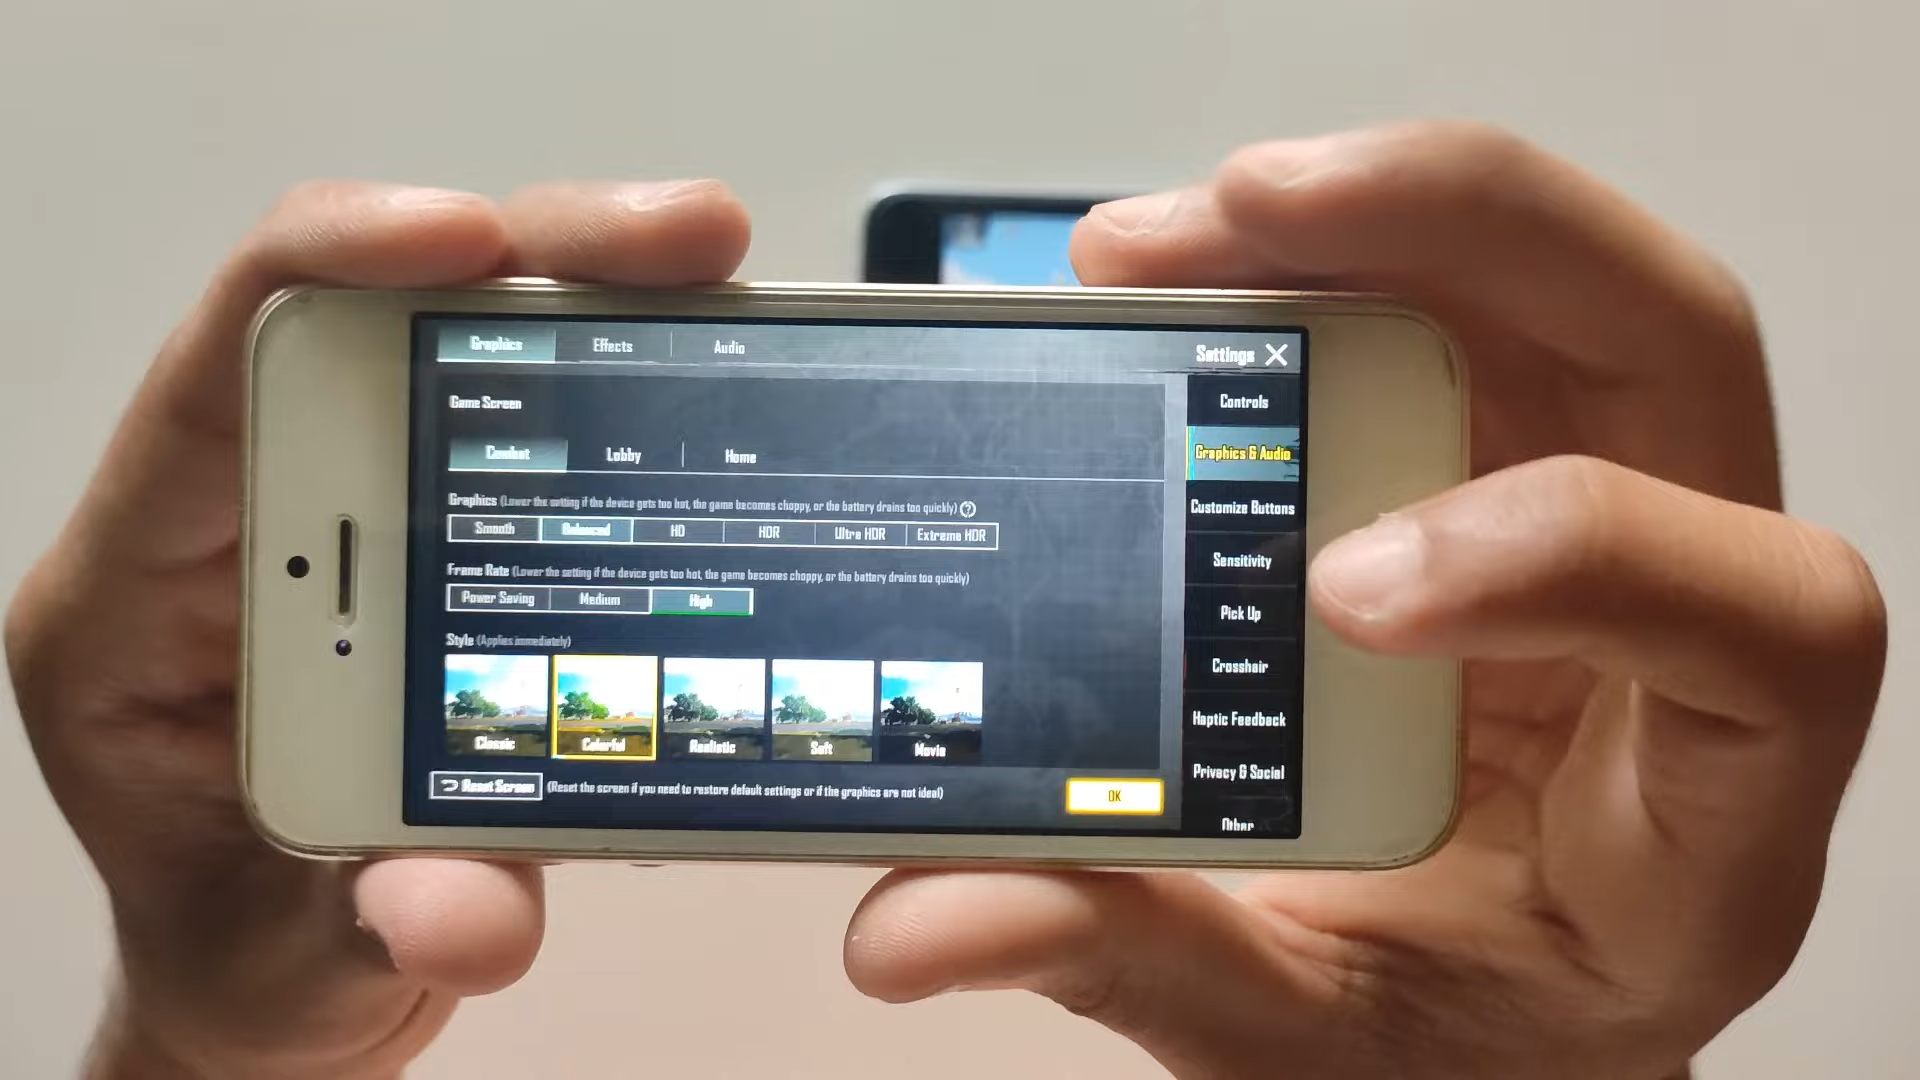 Graphics Effects Audio
Settings
Game Screen
Combat Lobby Home
Graphics (Lower the setting if the device gets too hot, the game becomes choppy, or the battery drains too quickly) ?
Smooth Balanced HD HDR Ultra HDR Extreme HDR
Frame Rate (Lower the setting if the device gets too hot, the game becomes choppy, or the battery drains too quickly)
Power Saving Medium High
Style (Applies immediately)
Classic Colorful Realistic Soft Movie
Reset Screen (Reset the screen if you need to restore default settings or if the graphics are not ideal)
OK
Controls
Graphics & Audio
Customize Buttons
Sensitivity
Pick Up
Crosshair
Haptic Feedback
Privacy & Social
Other